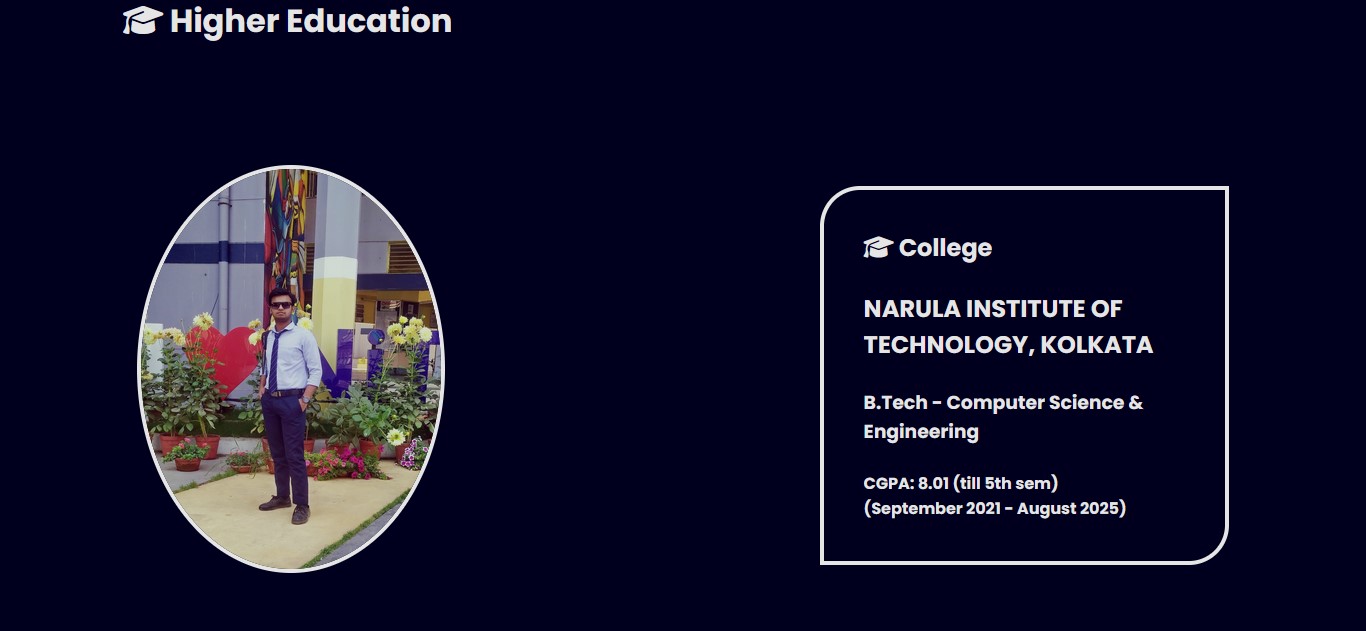 Higher Education
College
NARULA INSTITUTE OF
TECHNOLOGY, KOLKATA
B.Tech - Computer Science &
Engineering
CGPA: 8.01 (till 5th sem)
(September 2021 - August 2025)